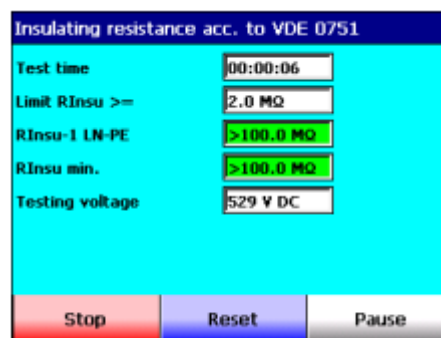 Insulating resistance acc. to VDE 0751
Test time 00:00:06
Limit RInsu >= 2.0 MΩ
RInsu-1 LN-PE >100.0 MΩ
RInsu min. >100.0 MΩ
Testing voltage 529 V DC
Stop Reset Pause